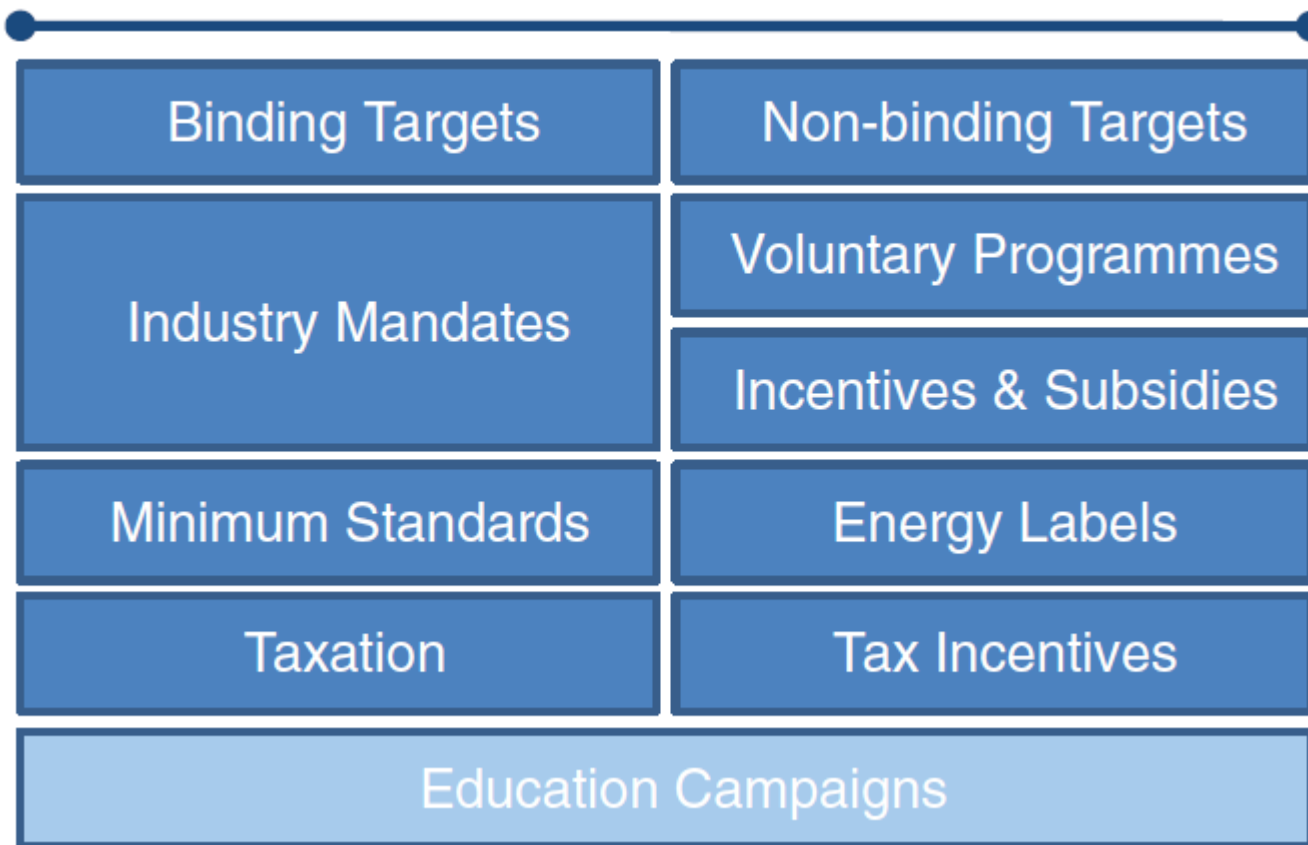 Binding Targets
Non-binding Targets
Industry Mandates
Voluntary Programmes
Incentives & Subsidies
Minimum Standards
Energy Labels
Taxation
Tax Incentives
Education Campaigns